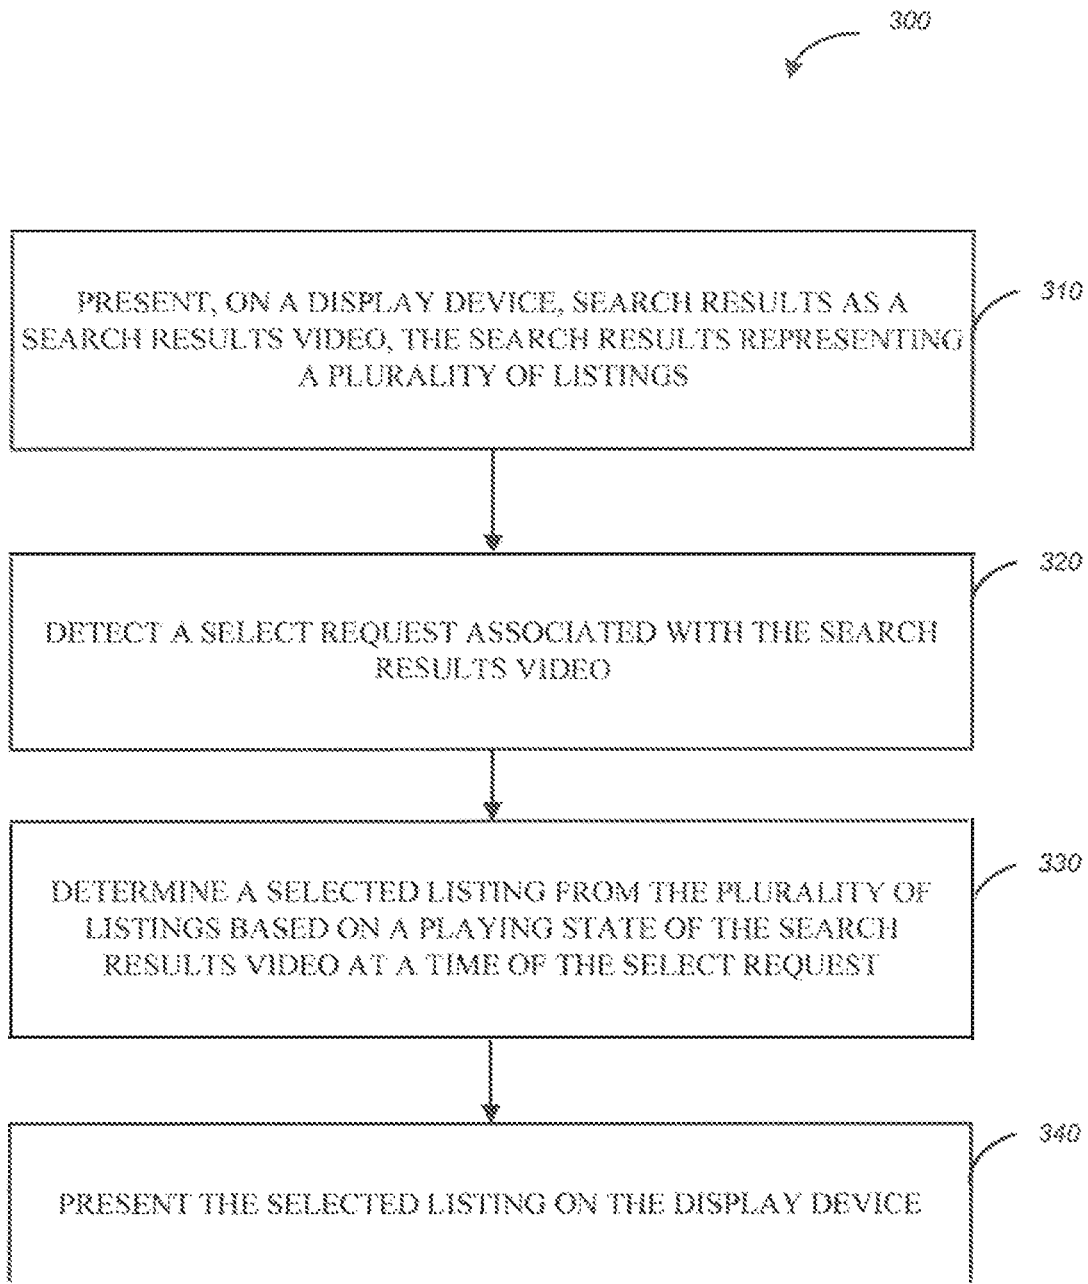 300
PRESENT, ON A DISPLAY DEVICE, SEARCH RESULTS AS A
SEARCH RESULTS VIDEO, THE SEARCH RESULTS REPRESENTING
A PLURALITY OF LISTINGS
310
DETECT A SELECT REQUEST ASSOCIATED WITH THE SEARCH
RESULTS VIDEO
320
DETERMINE A SELECTED LISTING FROM THE PLURALITY OF
LISTINGS BASED ON A PLAYING STATE OF THE SEARCH
RESULTS VIDEO AT A TIME OF THE SELECT REQUEST
330
PRESENT THE SELECTED LISTING ON THE DISPLAY DEVICE
340